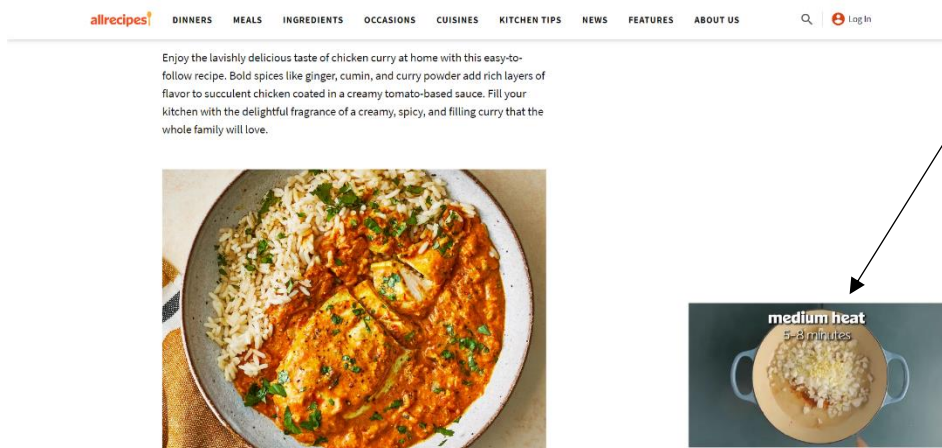 allrecipes DINNERS MEALS INGREDIENTS OCCASIONS CUISINES KITCHEN TIPS NEWS FEATURES ABOUT US Log In
Enjoy the lavishly delicious taste of chicken curry at home with this easy-to-
follow recipe. Bold spices like ginger, cumin, and curry powder add rich layers of
flavor to succulent chicken coated in a creamy tomato-based sauce. Fill your
kitchen with the delightful fragrance of a creamy, spicy, and filling curry that the
whole family will love.
medium heat
5-8 minutes